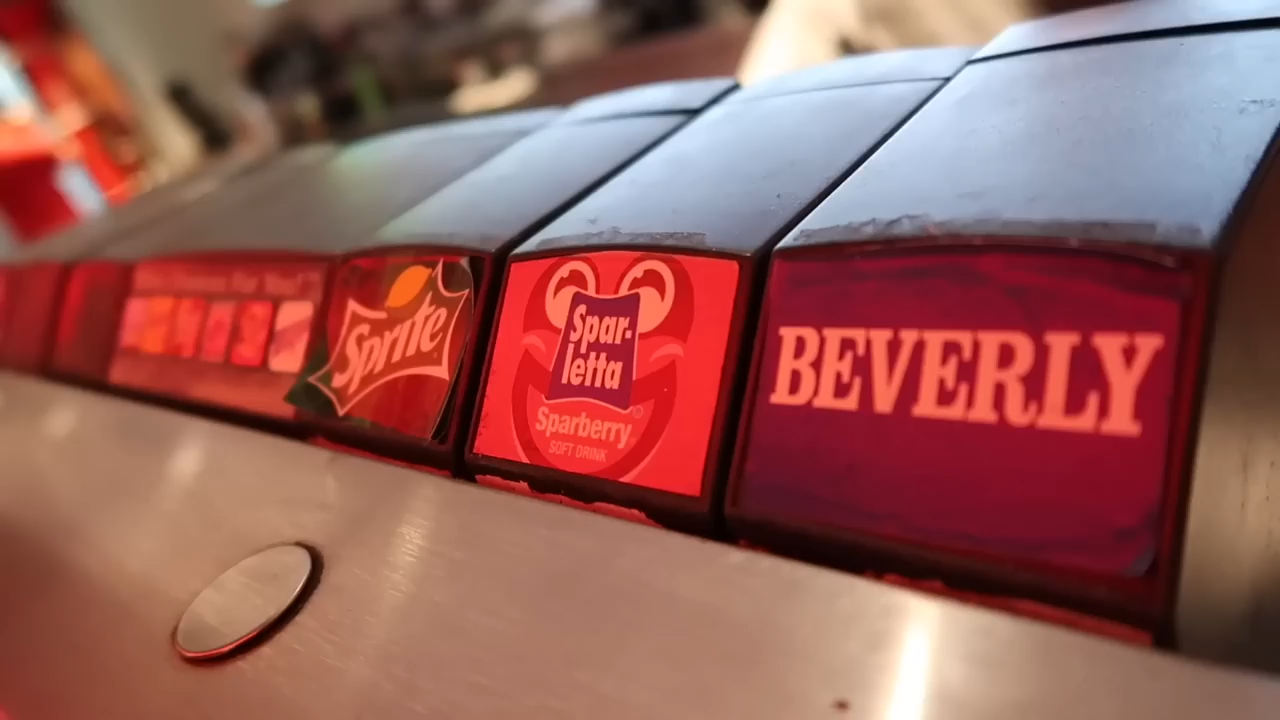 Sprite
Spar-
letta
Sparberry
SOFT DRINK
BEVERLY